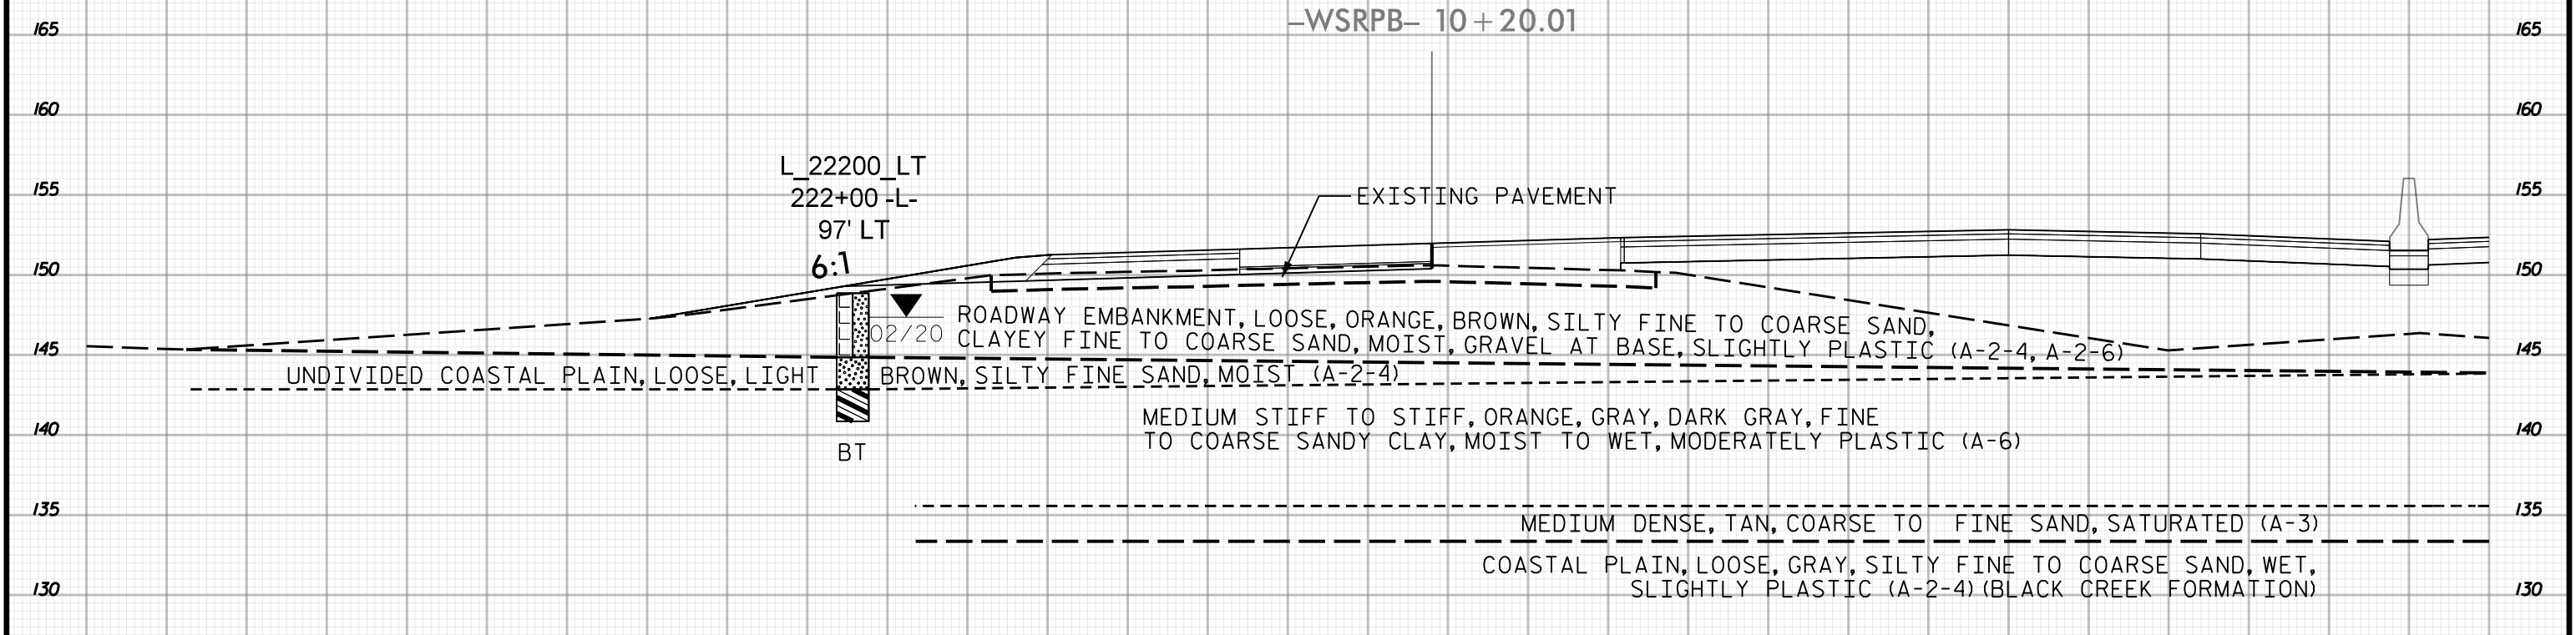 –WSRPB– 10+20.01
165 165
160 160
155 155
150 150
145 145
140 140
135 135
130 130
L_22200_LT
222+00 -L-
97' LT
6:1
EXISTING PAVEMENT
02/20
ROADWAY EMBANKMENT, LOOSE, ORANGE, BROWN, SILTY FINE TO COARSE SAND,
CLAYEY FINE TO COARSE SAND, MOIST, GRAVEL AT BASE, SLIGHTLY PLASTIC (A-2-4, A-2-6)
UNDIVIDED COASTAL PLAIN, LOOSE, LIGHT BROWN, SILTY FINE SAND, MOIST (A-2-4)
MEDIUM STIFF TO STIFF, ORANGE, GRAY, DARK GRAY, FINE
TO COARSE SANDY CLAY, MOIST TO WET, MODERATELY PLASTIC (A-6)
BT
MEDIUM DENSE, TAN, COARSE TO FINE SAND, SATURATED (A-3)
COASTAL PLAIN, LOOSE, GRAY, SILTY FINE TO COARSE SAND, WET,
SLIGHTLY PLASTIC (A-2-4) (BLACK CREEK FORMATION)